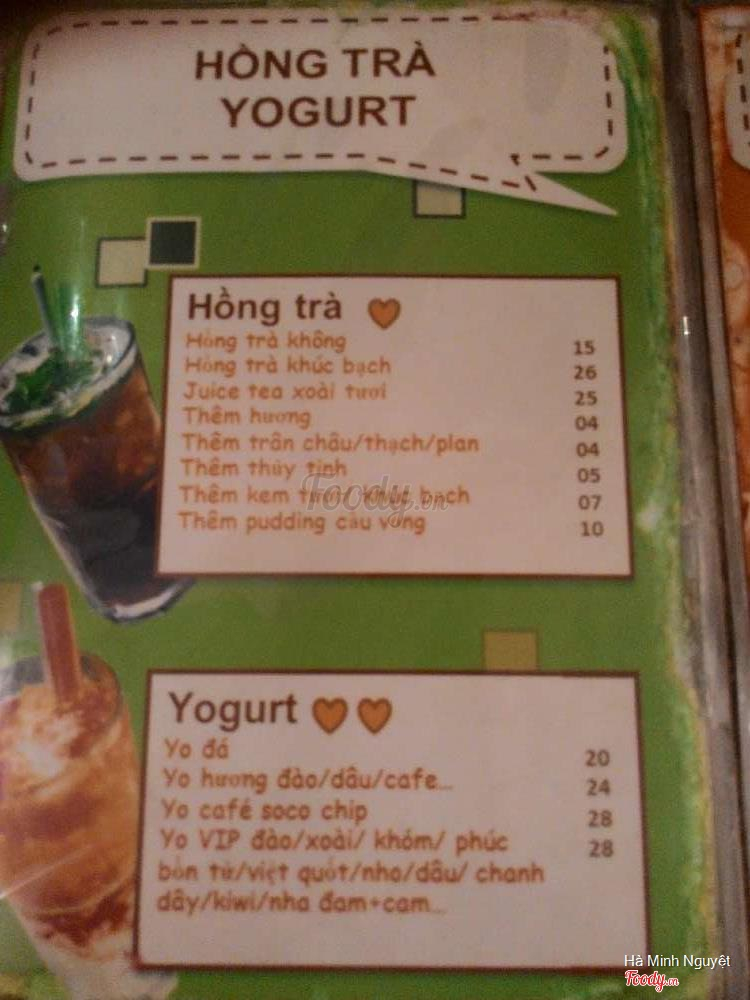 HỒNG TRÀ
YOGURT
Hồng trà
Hồng trà không 15
Hồng trà khúc bạch 26
Juice tea xoài tươi 25
Thêm hương 04
Thêm trân châu/thạch/plan 04
Thêm thủy tinh 05
Thêm kem tươi/ khúc bạch 07
Thêm pudding cầu vồng 10
Foody.vn
Yogurt
Yo đá 20
Yo hương đào/dâu/cafe... 24
Yo café soco chip 28
Yo VIP đào/xoài/ khóm/ phúc 28
bồn tử/việt quốt/nho/dâu/ chanh
dây/kiwi/nha đam+cam...
Hà Minh Nguyệt
Foody.vn